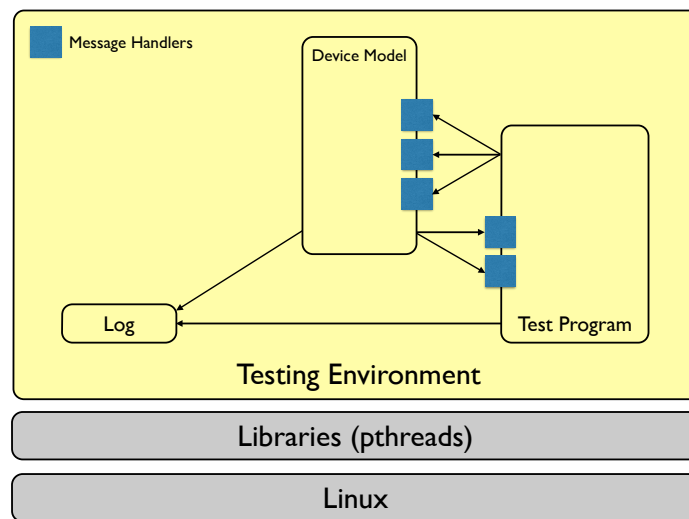 Message Handlers
Device Model
Log
Test Program
Testing Environment
Libraries (pthreads)
Linux